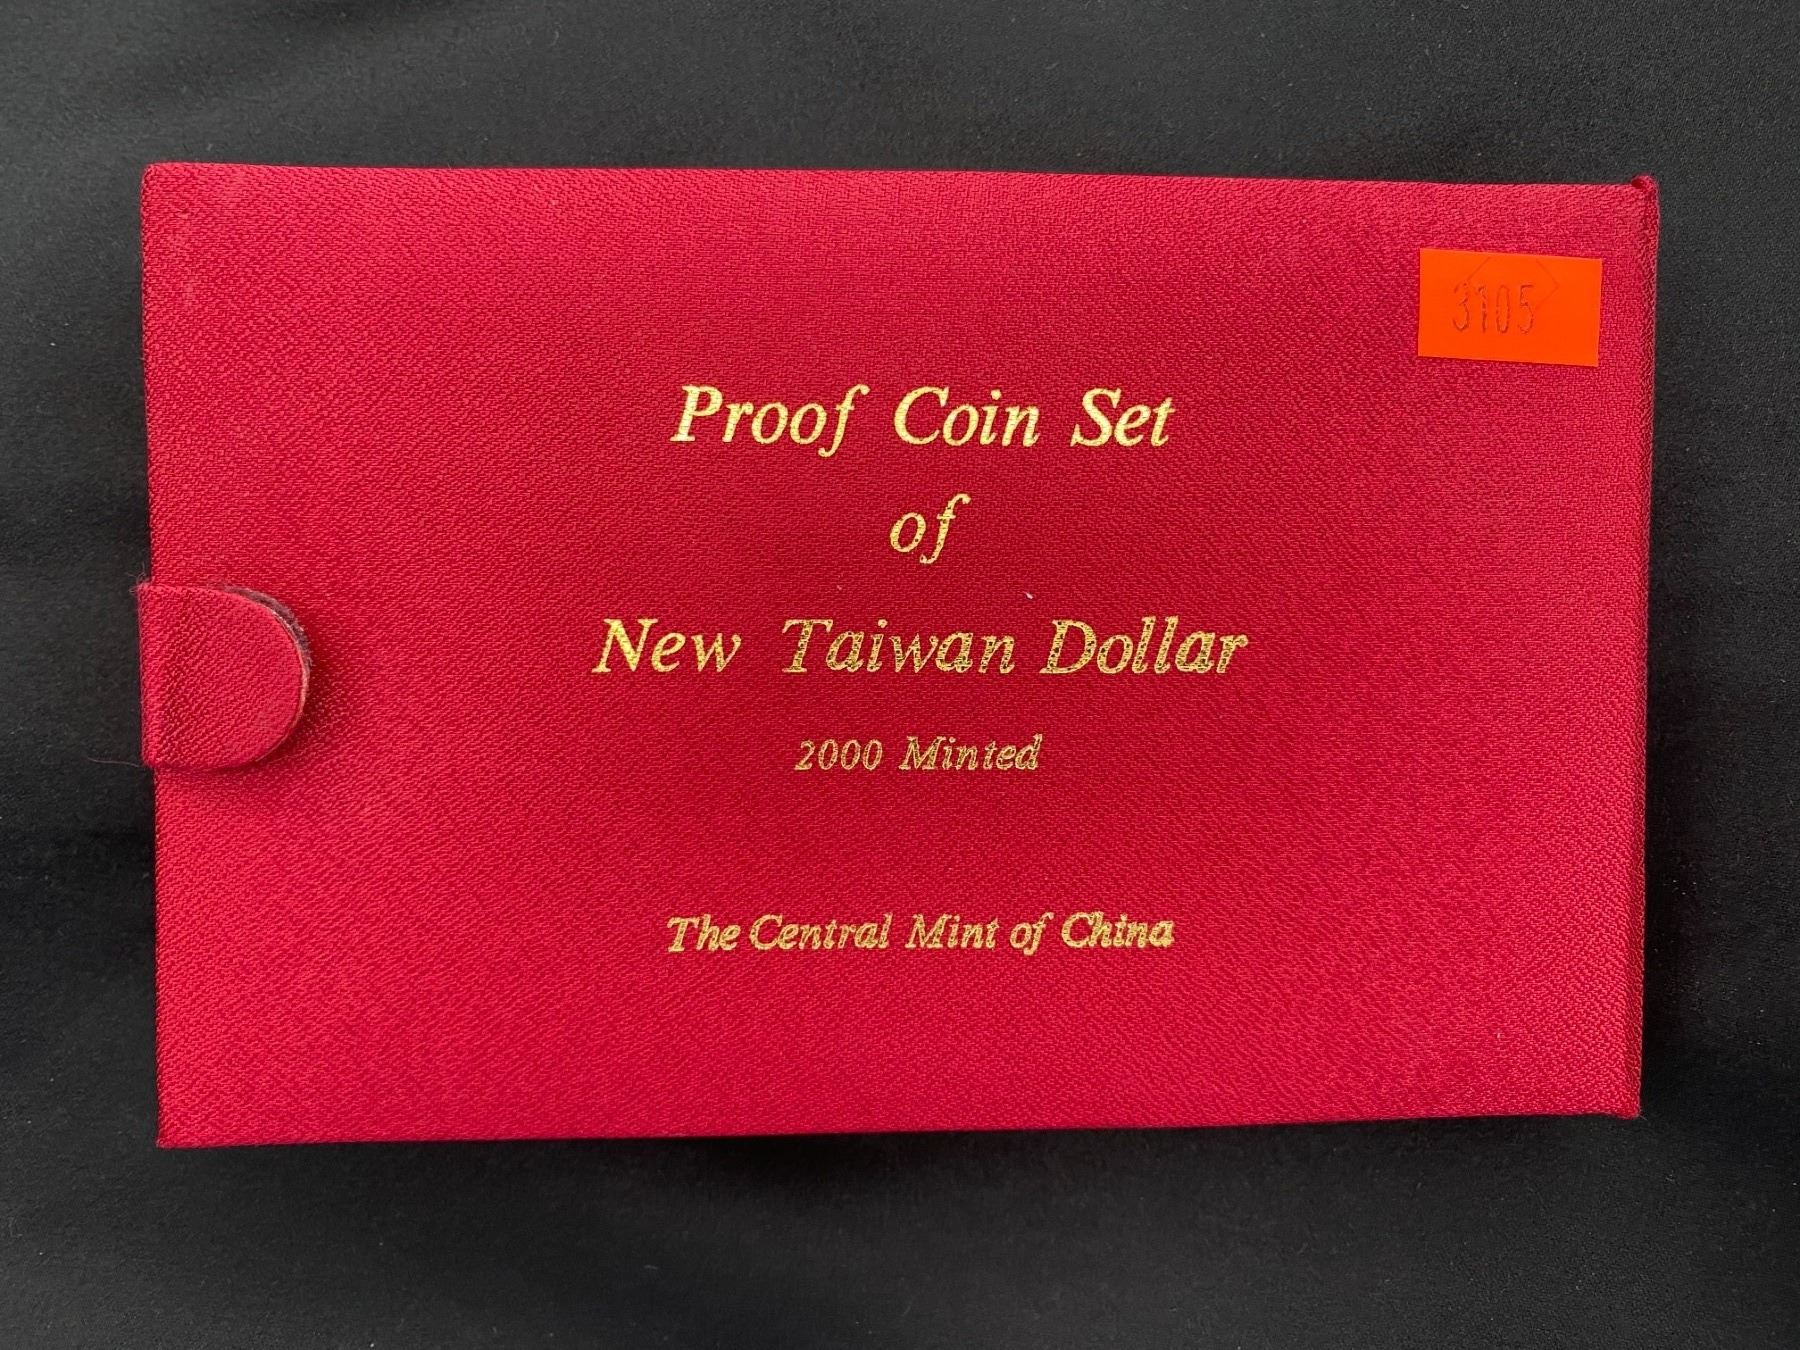 3105
Proof Coin Set
of
New Taiwan Dollar
2000 Minted
The Central Mint of China